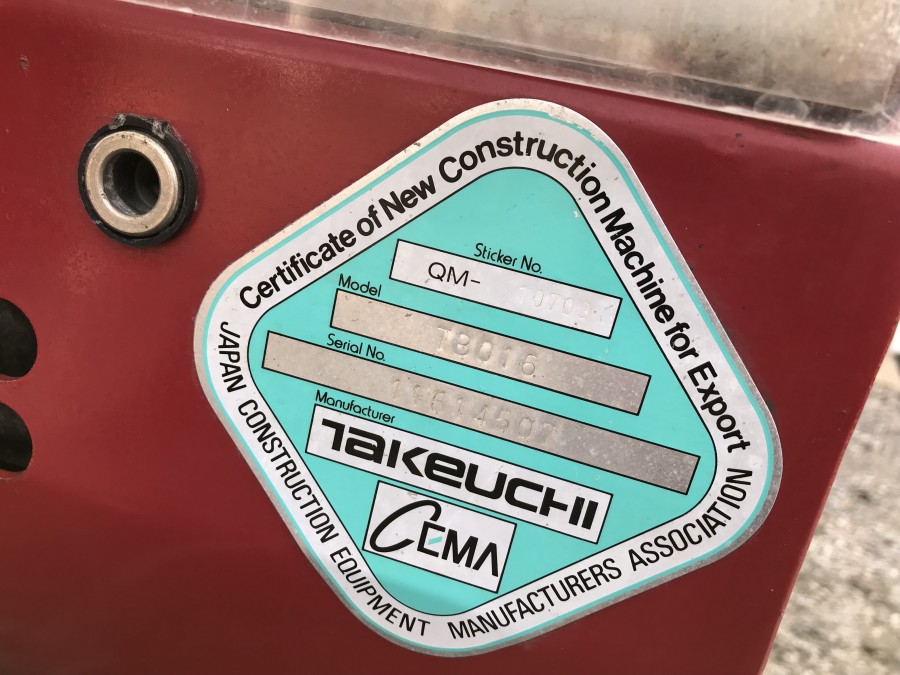 Certificate of New Construction Machine for Export
Sticker No.
QM-
Model
TB016
Serial No.
Manufacturer
TAKEUCHI
CEMA
JAPAN CONSTRUCTION EQUIPMENT MANUFACTURERS ASSOCIATION